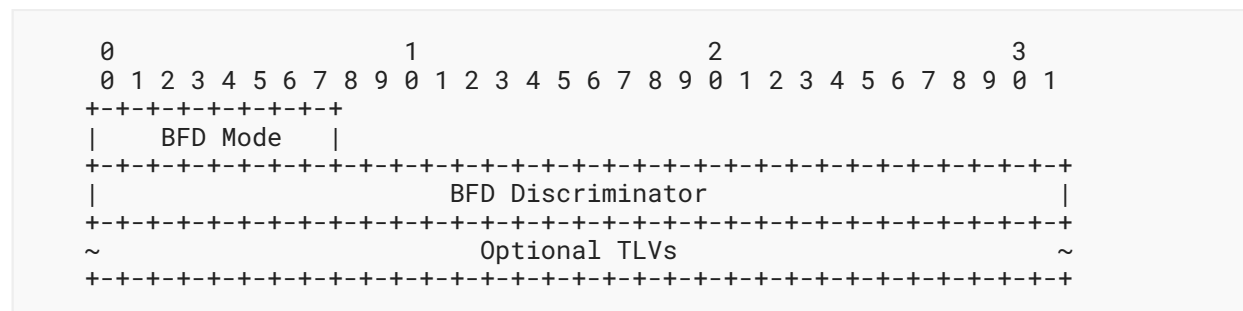 0                   1                   2                   3
 0 1 2 3 4 5 6 7 8 9 0 1 2 3 4 5 6 7 8 9 0 1 2 3 4 5 6 7 8 9 0 1
+-+-+-+-+-+-+-+-+
|    BFD Mode   |
+-+-+-+-+-+-+-+-+-+-+-+-+-+-+-+-+-+-+-+-+-+-+-+-+-+-+-+-+-+-+-+-+
|                       BFD Discriminator                       |
+-+-+-+-+-+-+-+-+-+-+-+-+-+-+-+-+-+-+-+-+-+-+-+-+-+-+-+-+-+-+-+-+
~                         Optional TLVs                         ~
+-+-+-+-+-+-+-+-+-+-+-+-+-+-+-+-+-+-+-+-+-+-+-+-+-+-+-+-+-+-+-+-+